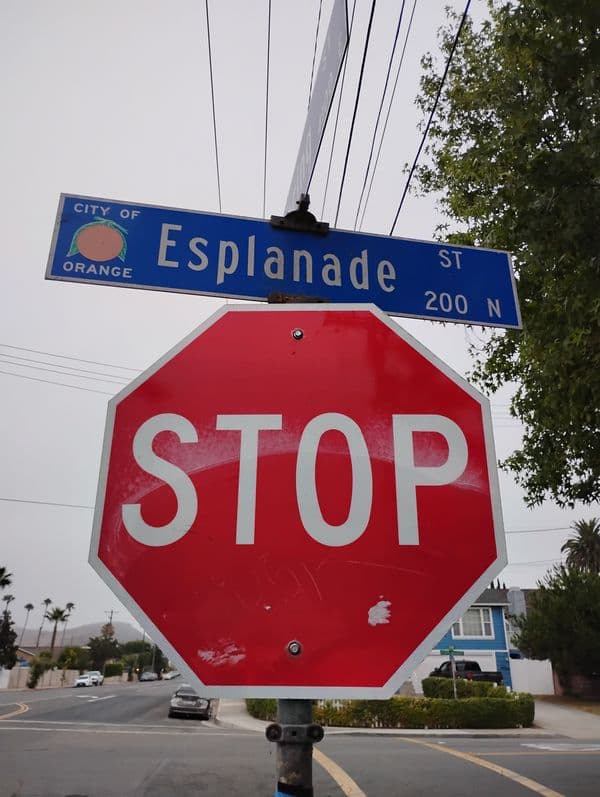 CITY OF
ORANGE
Esplanade ST
200 N
STOP